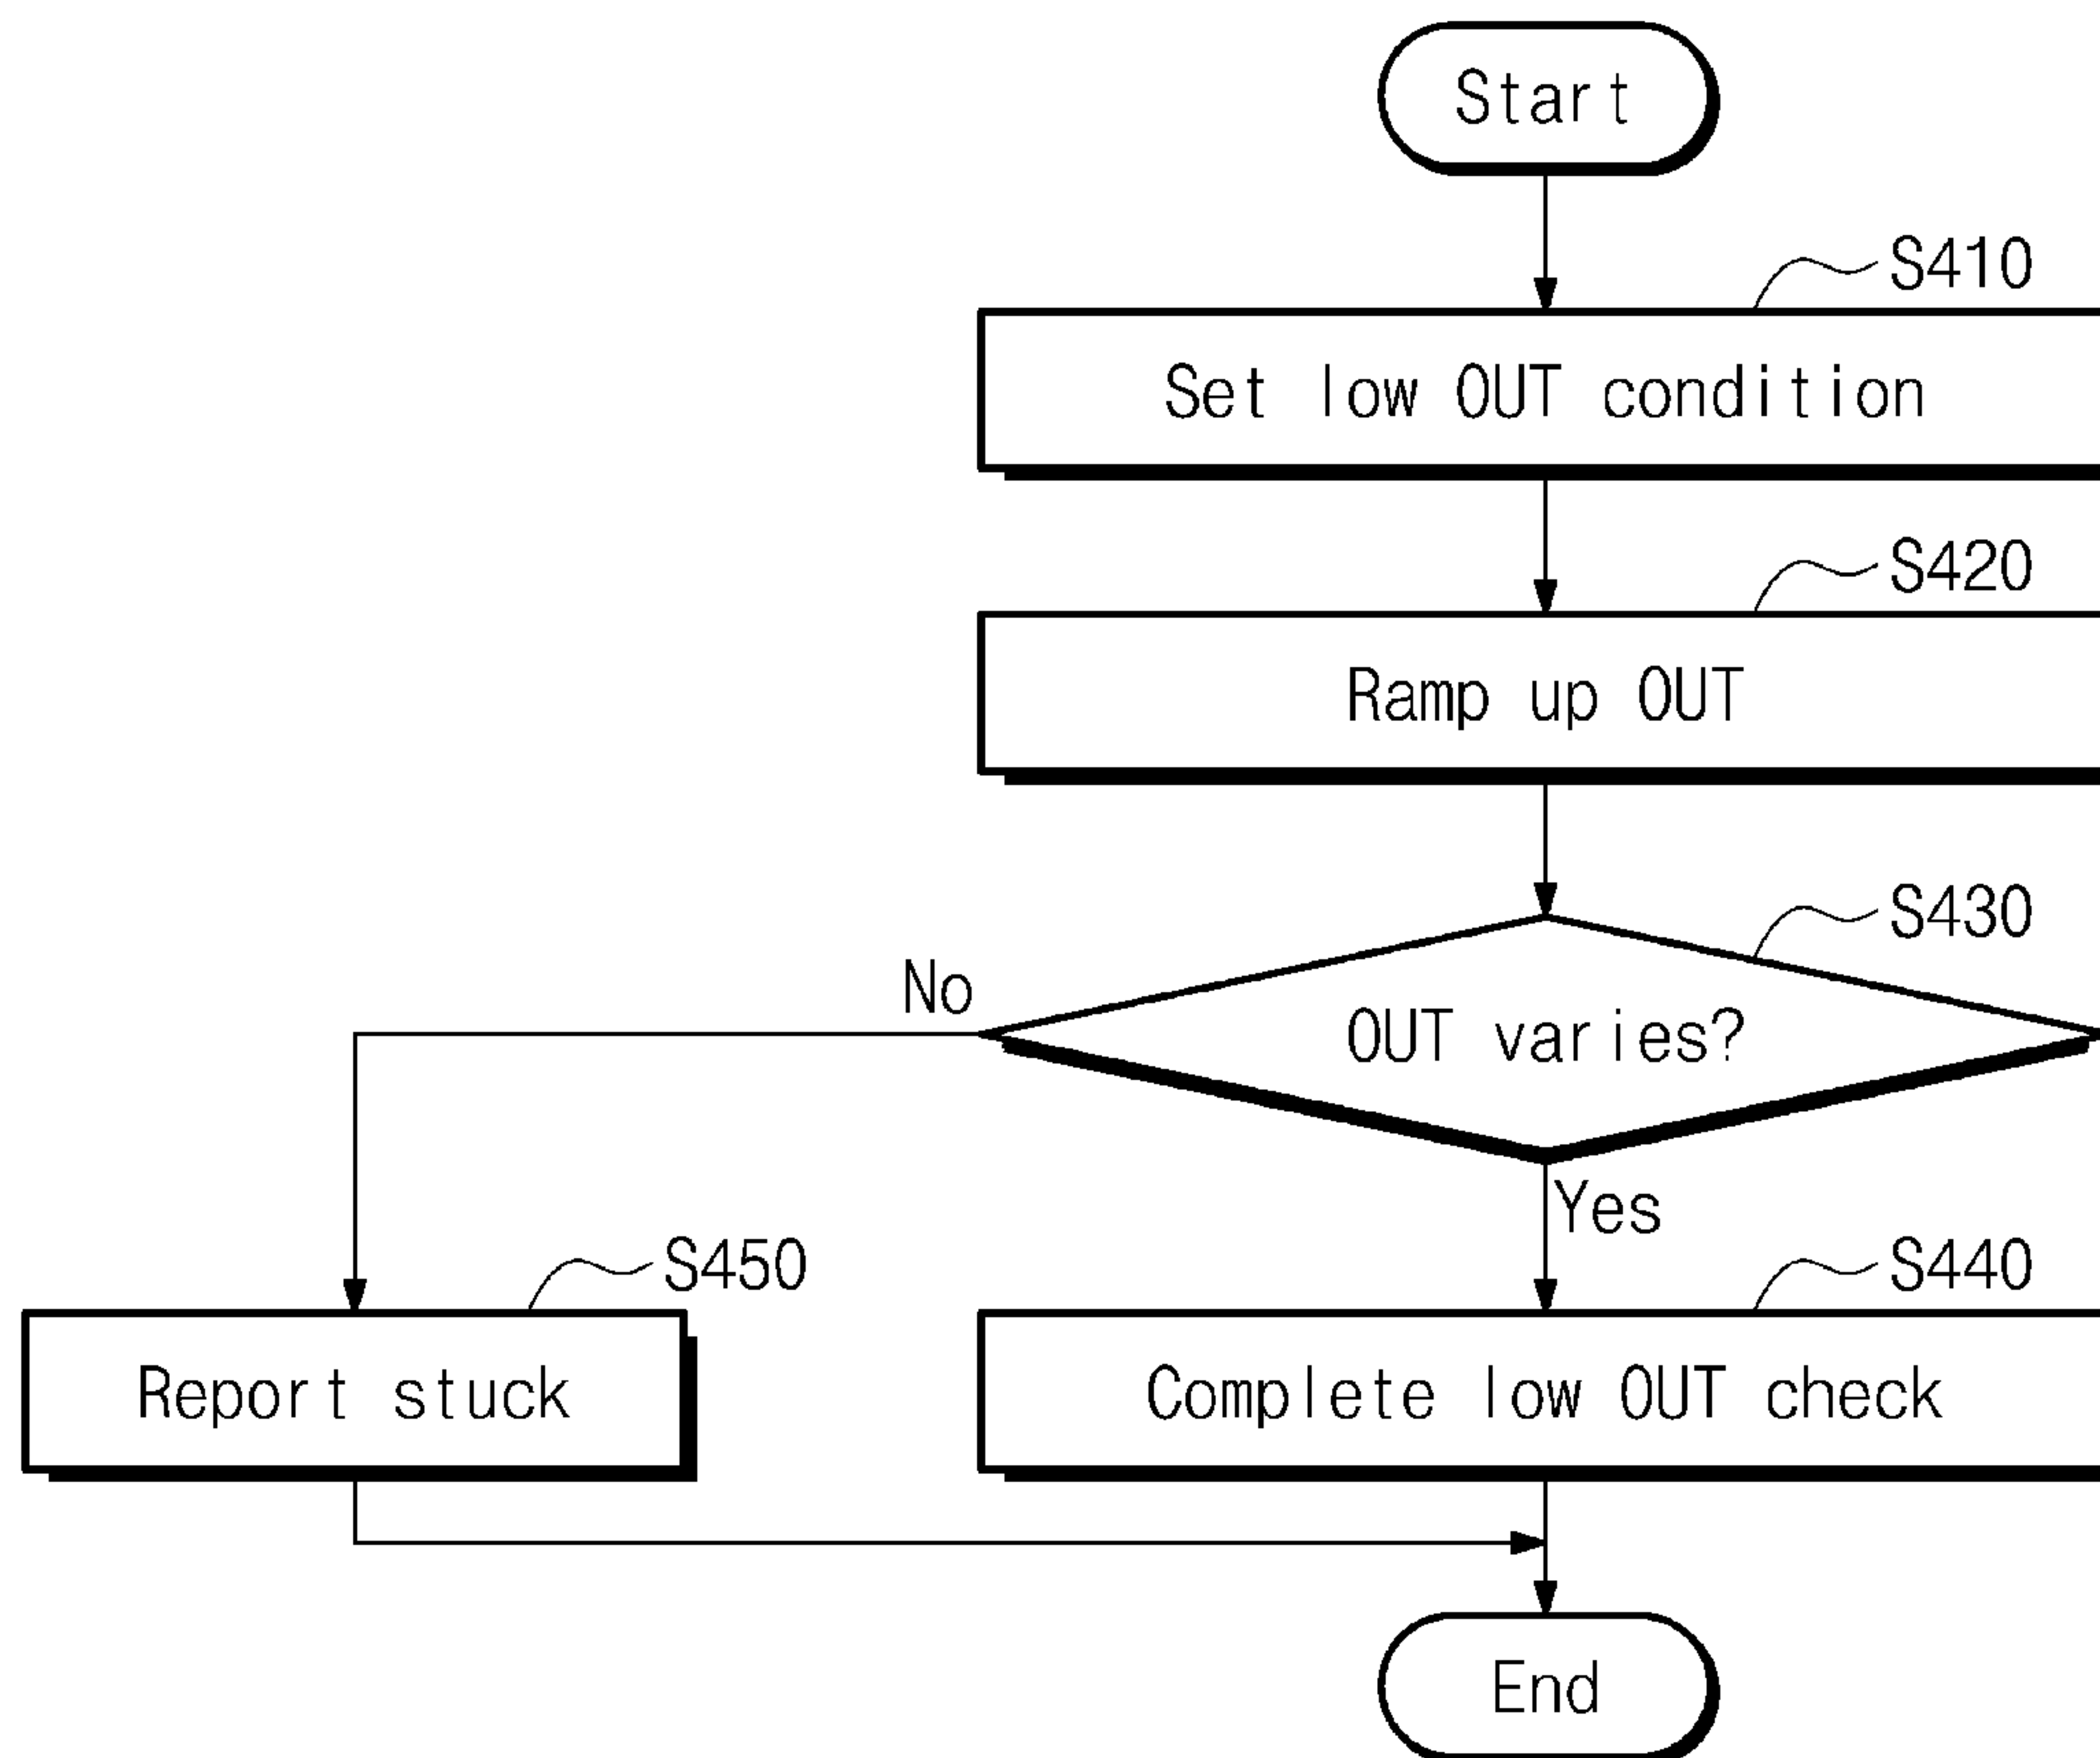 Start
S410
Set low OUT condition
S420
Ramp up OUT
S430
No
OUT varies?
Yes
S450
S440
Report stuck
Complete low OUT check
End